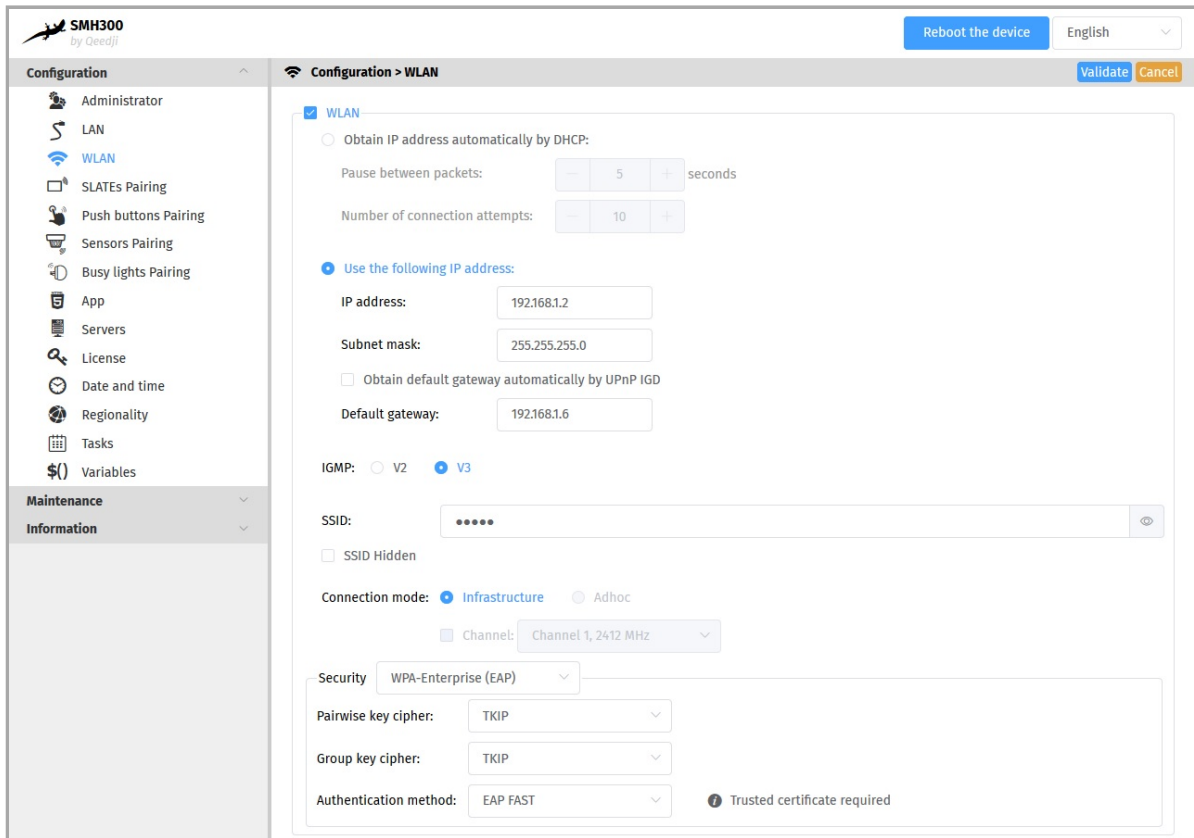 SMH300
by Qeedji
Reboot the device
English
Configuration
Administrator
LAN
WLAN
SLATEs Pairing
Push buttons Pairing
Sensors Pairing
Busy lights Pairing
App
Servers
License
Date and time
Regionality
Tasks
$() Variables
Maintenance
Information
Configuration > WLAN
Validate Cancel
WLAN
Obtain IP address automatically by DHCP:
Pause between packets: — 5 + seconds
Number of connection attempts: — 10 +
Use the following IP address:
IP address: 192.168.1.2
Subnet mask: 255.255.255.0
Obtain default gateway automatically by UPnP IGD
Default gateway: 192.168.1.6
IGMP: V2 V3
SSID: •••••
SSID Hidden
Connection mode: Infrastructure Adhoc
Channel: Channel 1, 2412 MHz
Security WPA-Enterprise (EAP)
Pairwise key cipher: TKIP
Group key cipher: TKIP
Authentication method: EAP FAST Trusted certificate required